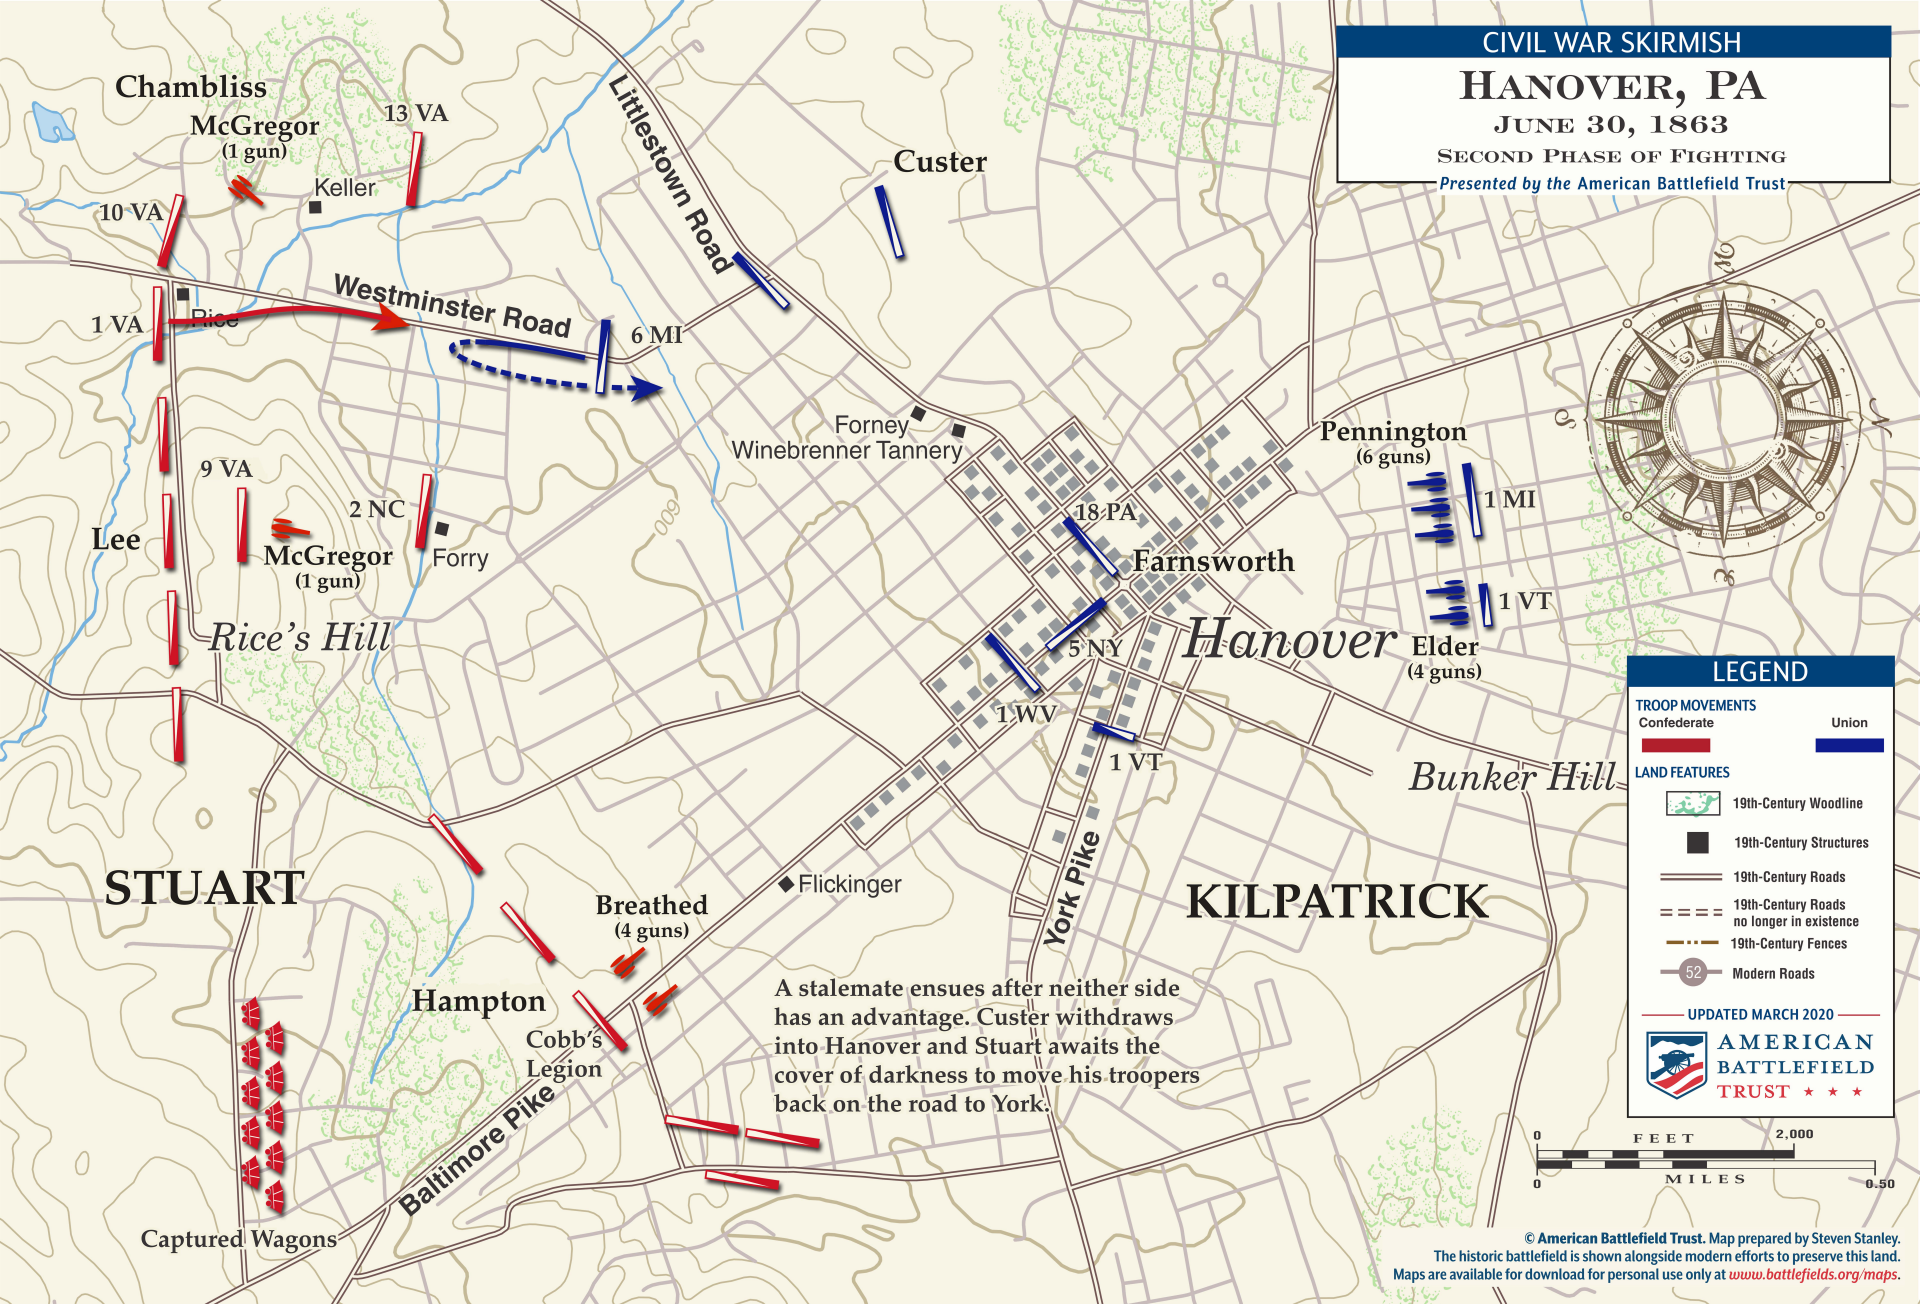 CIVIL WAR SKIRMISH
HANOVER, PA
JUNE 30, 1863
SECOND PHASE OF FIGHTING
Presented by the American Battlefield Trust
Chambliss
McGregor
(1 gun)
13 VA
Keller
10 VA
Littlestown Road
Custer
Westminster Road
1 VA
Rice
6 MI
W
S
N
E
Forney
Winebrenner Tannery
Pennington
(6 guns)
1 MI
9 VA
2 NC
600
18 PA
Lee
McGregor
(1 gun)
Forry
Farnsworth
1 VT
Rice's Hill
5 NY
Hanover
Elder
(4 guns)
1 WV
1 VT
Bunker Hill
STUART
Flickinger
York Pike
KILPATRICK
Breathed
(4 guns)
Hampton
Cobb's
Legion
Baltimore Pike
A stalemate ensues after neither side
has an advantage. Custer withdraws
into Hanover and Stuart awaits the
cover of darkness to move his troopers
back on the road to York.
Captured Wagons
LEGEND
TROOP MOVEMENTS
Confederate
Union
LAND FEATURES
19th-Century Woodline
19th-Century Structures
19th-Century Roads
19th-Century Roads
no longer in existence
19th-Century Fences
52
Modern Roads
UPDATED MARCH 2020
AMERICAN
BATTLEFIELD
TRUST
0 FEET 2,000
0 MILES 0.50
© American Battlefield Trust. Map prepared by Steven Stanley.
The historic battlefield is shown alongside modern efforts to preserve this land.
Maps are available for download for personal use only at www.battlefields.org/maps.